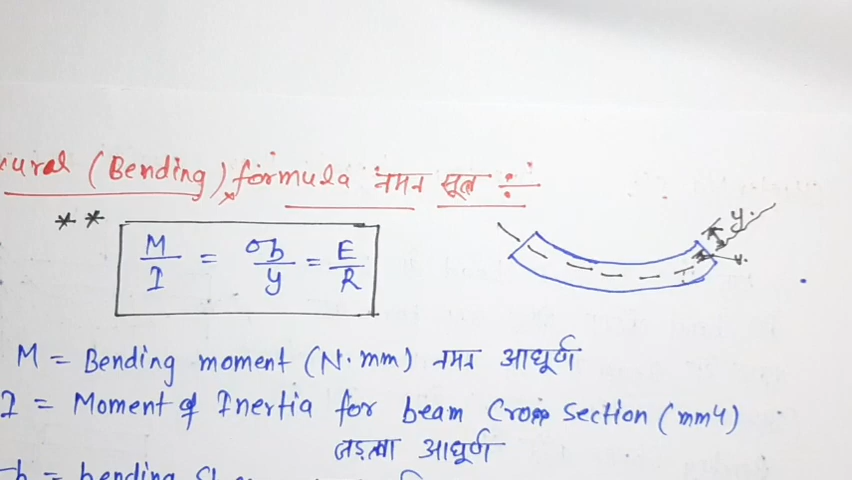 (Bending) formula नमन सूत्र ÷
** M/I = σb/y = E/R
y.
M = Bending moment (N.mm) नमन आघूर्ण
I = Moment of Inertia for beam Cross section (mm4)
जड़त्वा आघूर्ण
b = bending